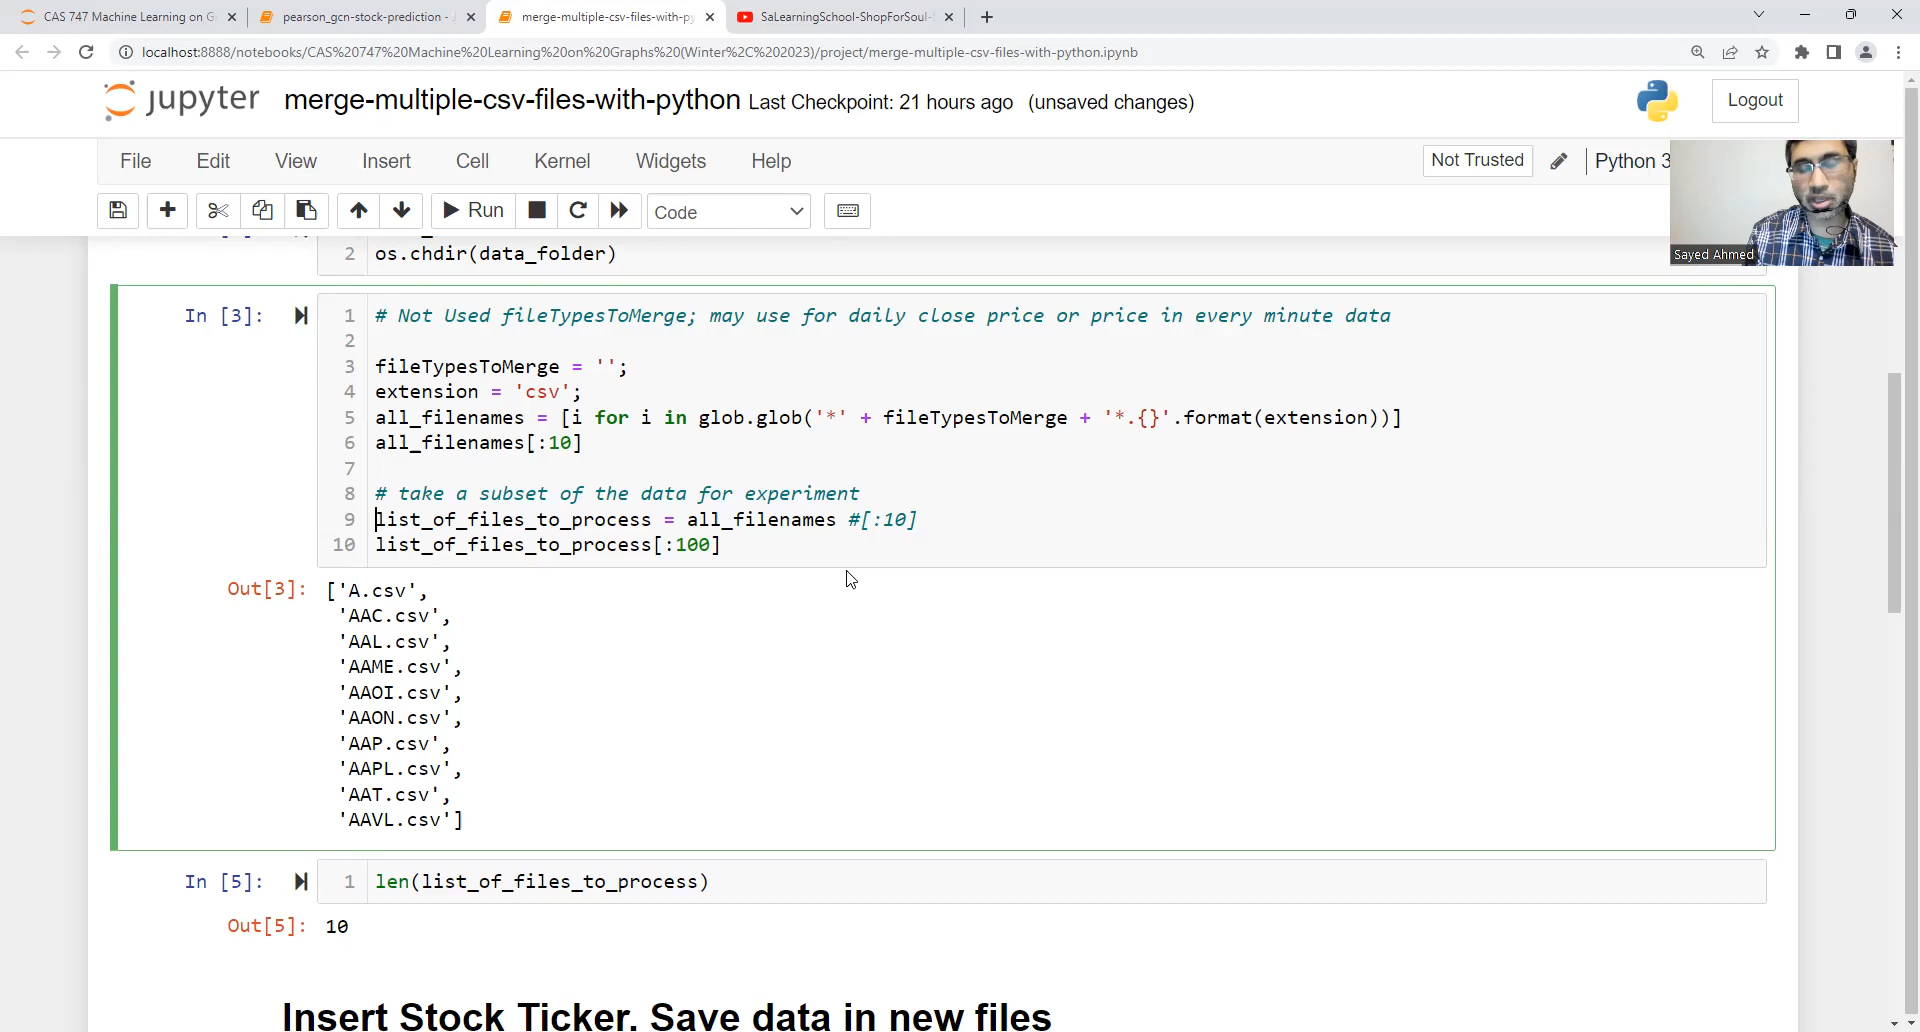 CAS 747 Machine Learning on G
pearson_gcn-stock-prediction -
merge-multiple-csv-files-with-py
SaLearningSchool-ShopForSoul-
localhost:8888/notebooks/CAS%20747%20Machine%20Learning%20on%20Graphs%20(Winter%2C%202023)/project/merge-multiple-csv-files-with-python.ipynb
jupyter merge-multiple-csv-files-with-python Last Checkpoint: 21 hours ago (unsaved changes)
Logout
File Edit View Insert Cell Kernel Widgets Help
Not Trusted Python 3
Run Code
Sayed Ahmed
2 os.chdir(data_folder)
In [3]:
1 # Not Used fileTypesToMerge; may use for daily close price or price in every minute data
2
3 fileTypesToMerge = '';
4 extension = 'csv';
5 all_filenames = [i for i in glob.glob('*' + fileTypesToMerge + '*.{}'.format(extension))]
6 all_filenames[:10]
7
8 # take a subset of the data for experiment
9 list_of_files_to_process = all_filenames #[:10]
10 list_of_files_to_process[:100]
Out[3]: ['A.csv',
'AAC.csv',
'AAL.csv',
'AAME.csv',
'AAOI.csv',
'AAON.csv',
'AAP.csv',
'AAPL.csv',
'AAT.csv',
'AAVL.csv']
In [5]: 1 len(list_of_files_to_process)
Out[5]: 10
Insert Stock Ticker. Save data in new files